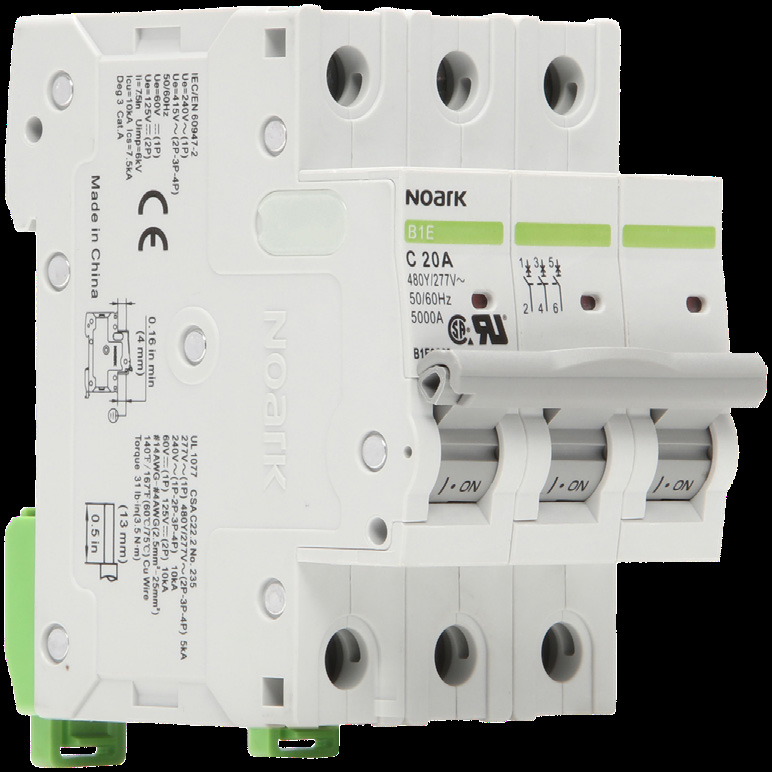 IEC/EN 60947-2
Ue=240V~(1P)
Ue=415V~(2P-3P-4P)
50/60Hz
Ue=60V⎓(1P)
Ue=125V⎓(2P)
Ii=7.5In Uimp=6kV
Icu=10kA Ics=7.5kA
Deg 3 Cat.A
CE
Made in China
0.16 in min
(4 mm)
NOARK
UL 1077 CSA C22.2 No. 235
277V~(1P) 480Y/277V~(2P-3P-4P) 5kA
240V~(1P-2P-3P-4P) 10kA
60V⎓(1P) 125V⎓(2P) 10kA
#14AWG-#4AWG(2.5mm²-25mm²)
140℉/167℉(60℃/75℃) Cu Wire
Torque 31 lb·in(3.5 N·m)
(13 mm)
0.5 in
NOARK
B1E
C 20A
480Y/277V~
50/60Hz
5000A
1 3 5
2 4 6
I • ON
I • ON
I • ON